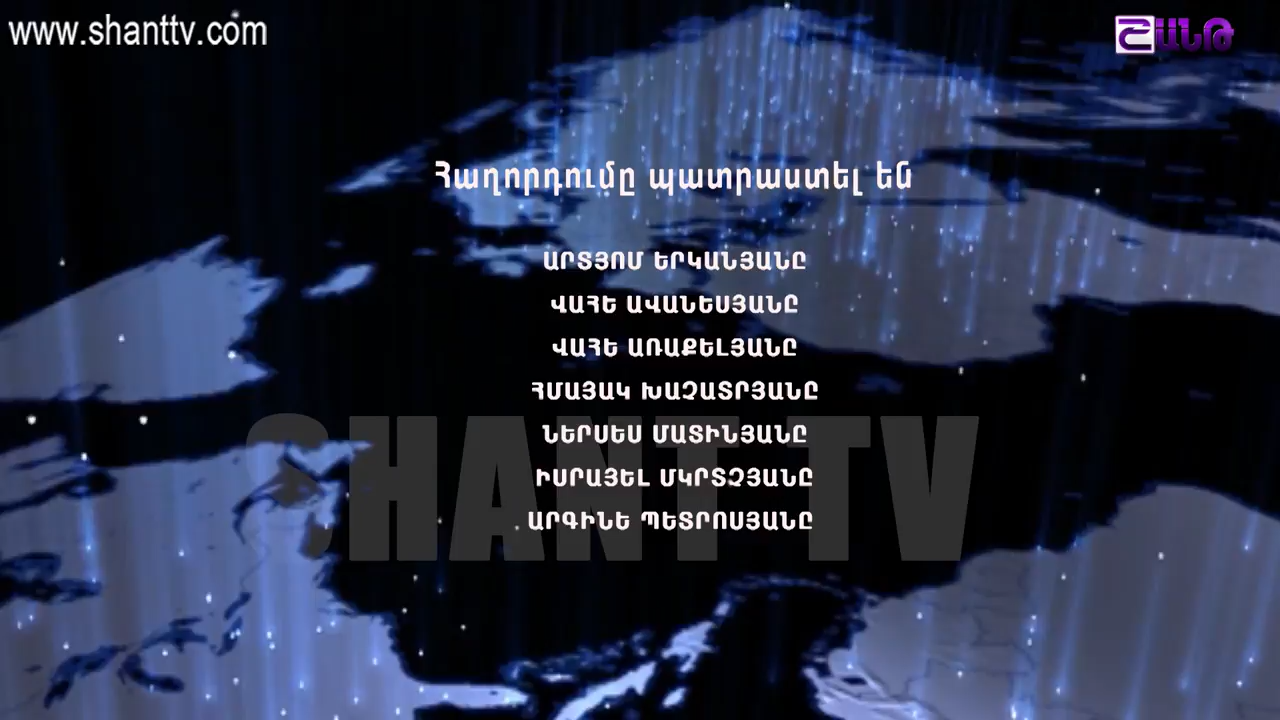 www.shanttv.com
ՇԱՆԹ
Հաղորդումը պատրաստել են
ԱՐՏՅՈՄ ԵՐԿԱՆՅԱՆԸ
ՎԱՀԵ ԱՎԱՆԵՍՅԱՆԸ
ՎԱՀԵ ԱՌԱՔԵԼՅԱՆԸ
ՀՄԱՅԱԿ ԽԱՉԱՏՐՅԱՆԸ
ՆԵՐՍԵՍ ՄԱՏԻՆՅԱՆԸ
ԻՍՐԱՅԵԼ ՄԿՐՏՉՅԱՆԸ
ԱՐԳԻՆԵ ՊԵՏՐՈՍՅԱՆԸ
SHANT TV